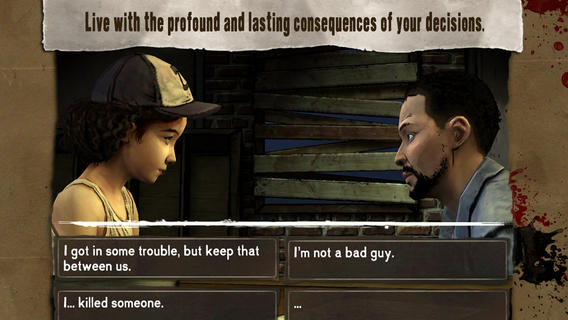 Live with the profound and lasting consequences of your decisions.
I got in some trouble, but keep that
between us.
I'm not a bad guy.
I... killed someone.
...